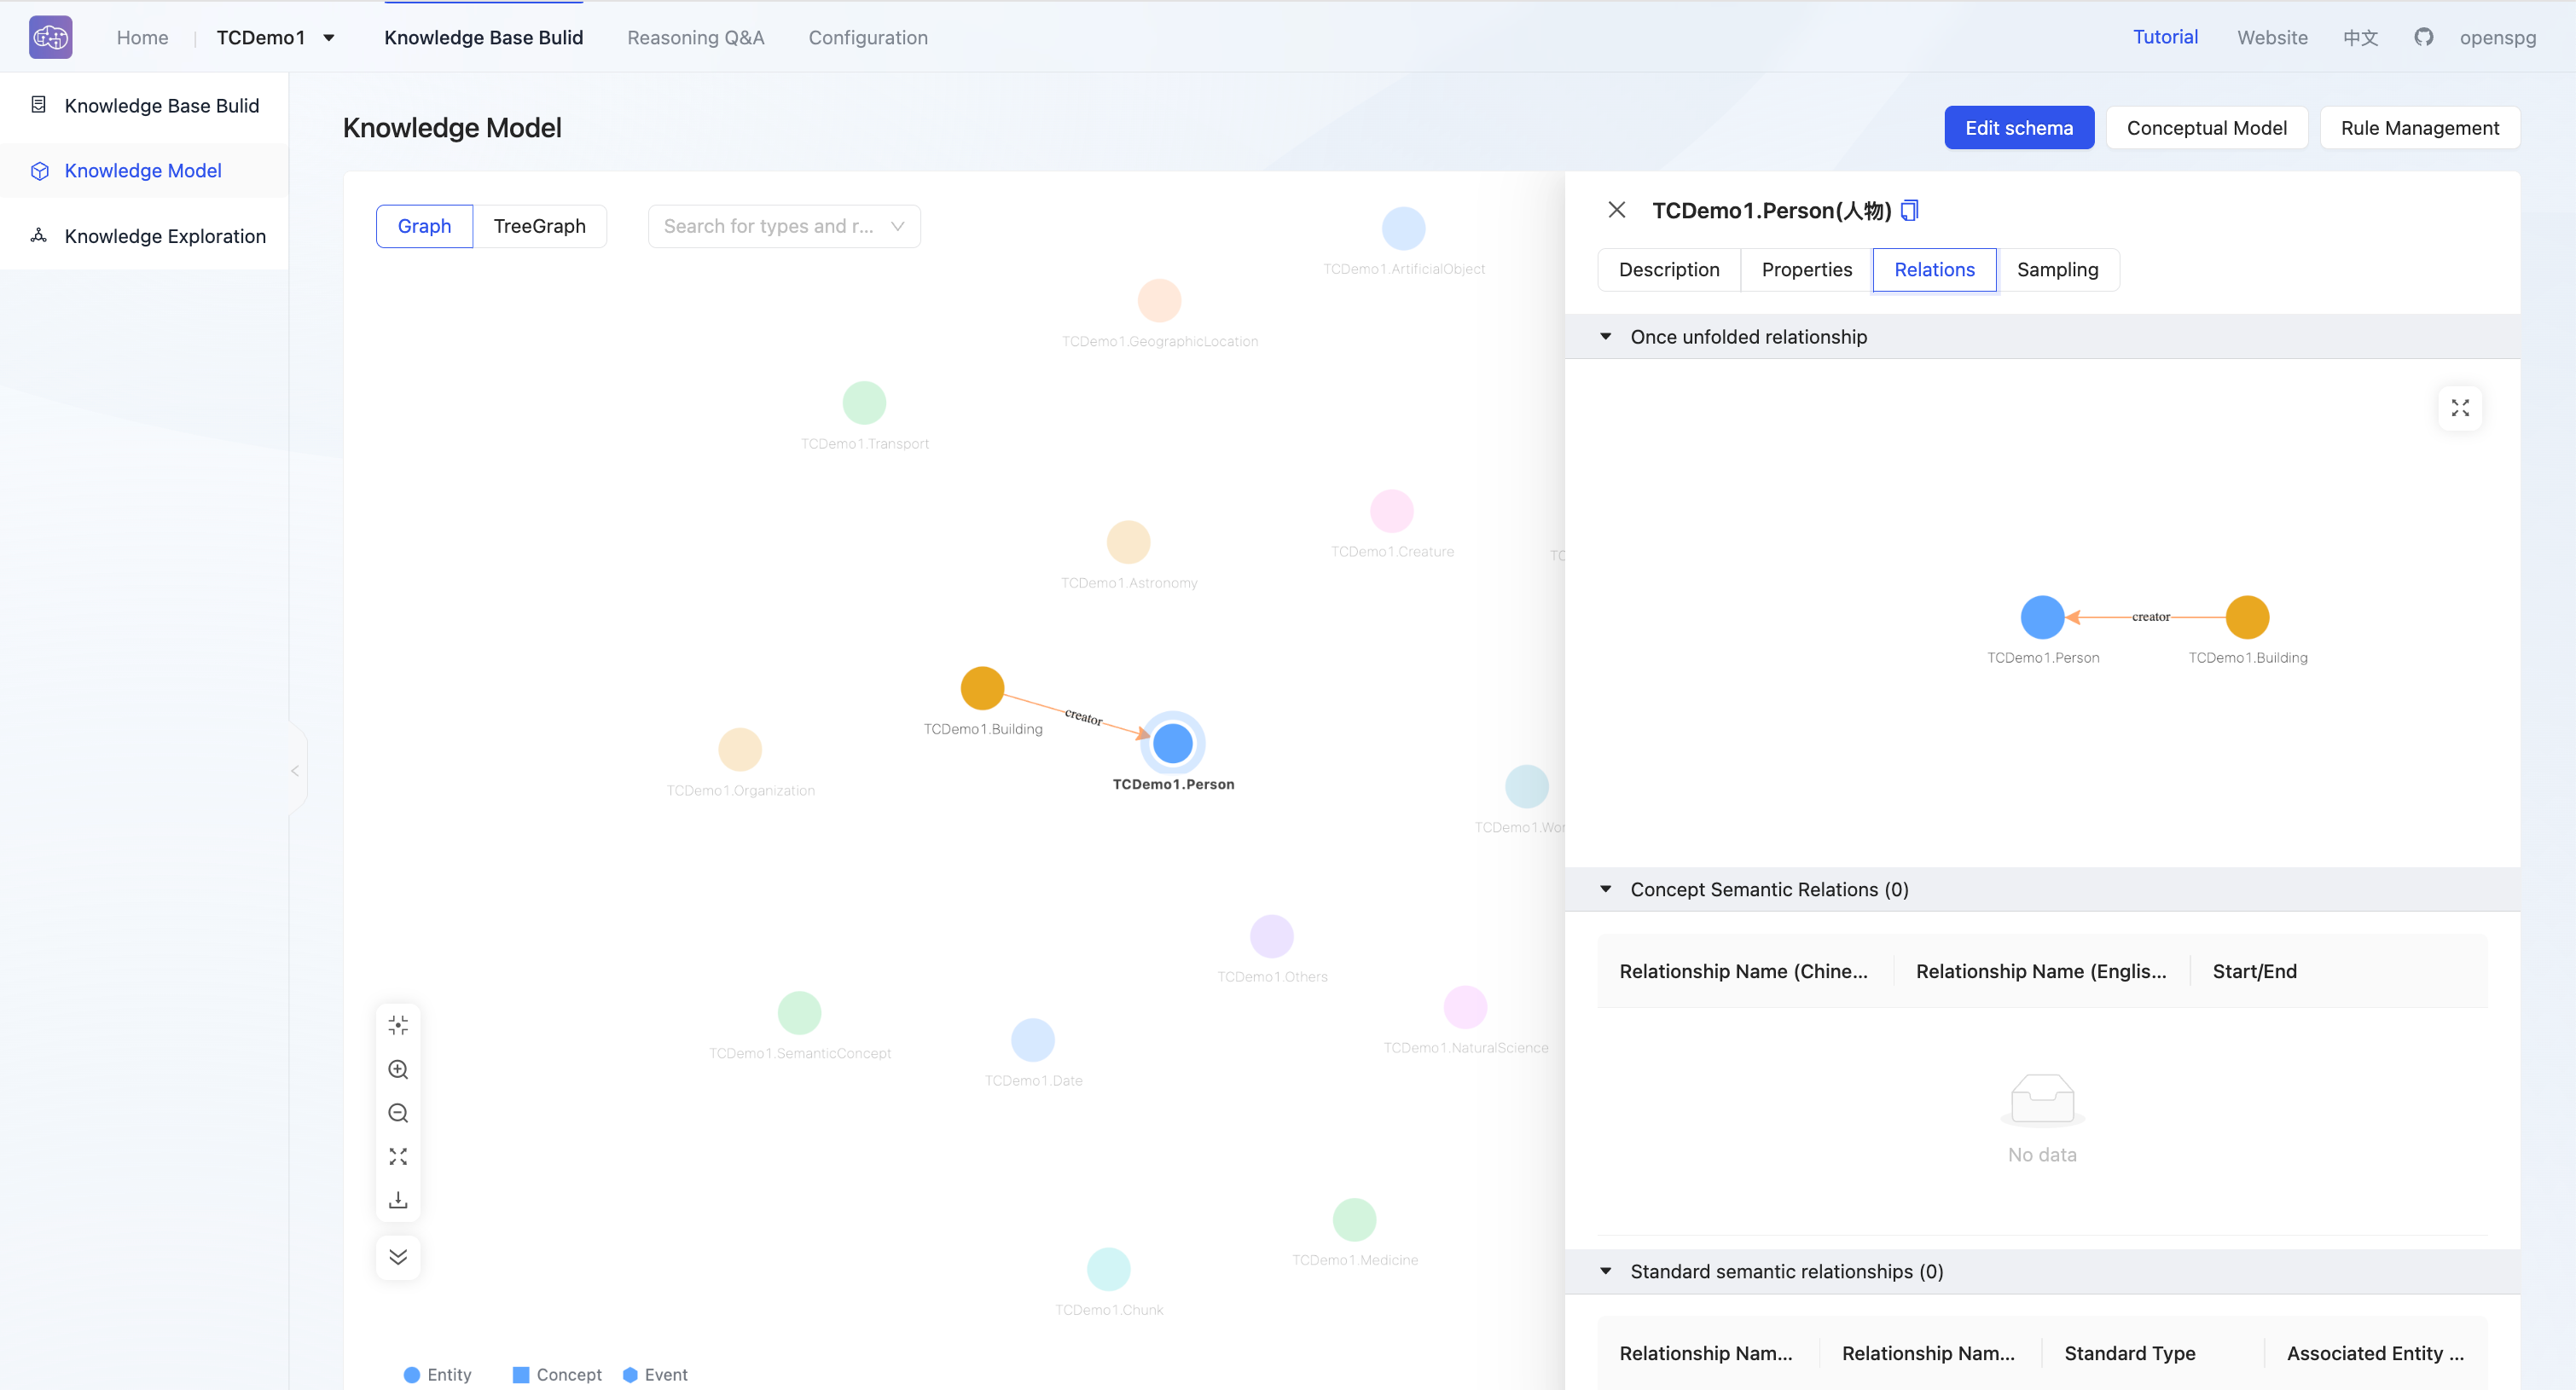 Home
TCDemo1
Knowledge Base Bulid
Reasoning Q&A
Configuration
Tutorial
Website
中文
openspg
Knowledge Base Bulid
Knowledge Model
Knowledge Exploration
Knowledge Model
Edit schema
Conceptual Model
Rule Management
Graph
TreeGraph
Search for types and r...
TCDemo1.ArtificialObject
TCDemo1.GeographicLocation
TCDemo1.Transport
TCDemo1.Creature
TC
TCDemo1.Astronomy
creator
TCDemo1.Building
TCDemo1.Person
TCDemo1.Organization
TCDemo1.Wor
TCDemo1.Others
TCDemo1.SemanticConcept
TCDemo1.NaturalScience
TCDemo1.Date
TCDemo1.Medicine
TCDemo1.Chunk
Entity
Concept
Event
TCDemo1.Person(人物)
Description
Properties
Relations
Sampling
Once unfolded relationship
creator
TCDemo1.Person
TCDemo1.Building
Concept Semantic Relations (0)
Relationship Name (Chine...
Relationship Name (Englis...
Start/End
No data
Standard semantic relationships (0)
Relationship Nam...
Relationship Nam...
Standard Type
Associated Entity ...